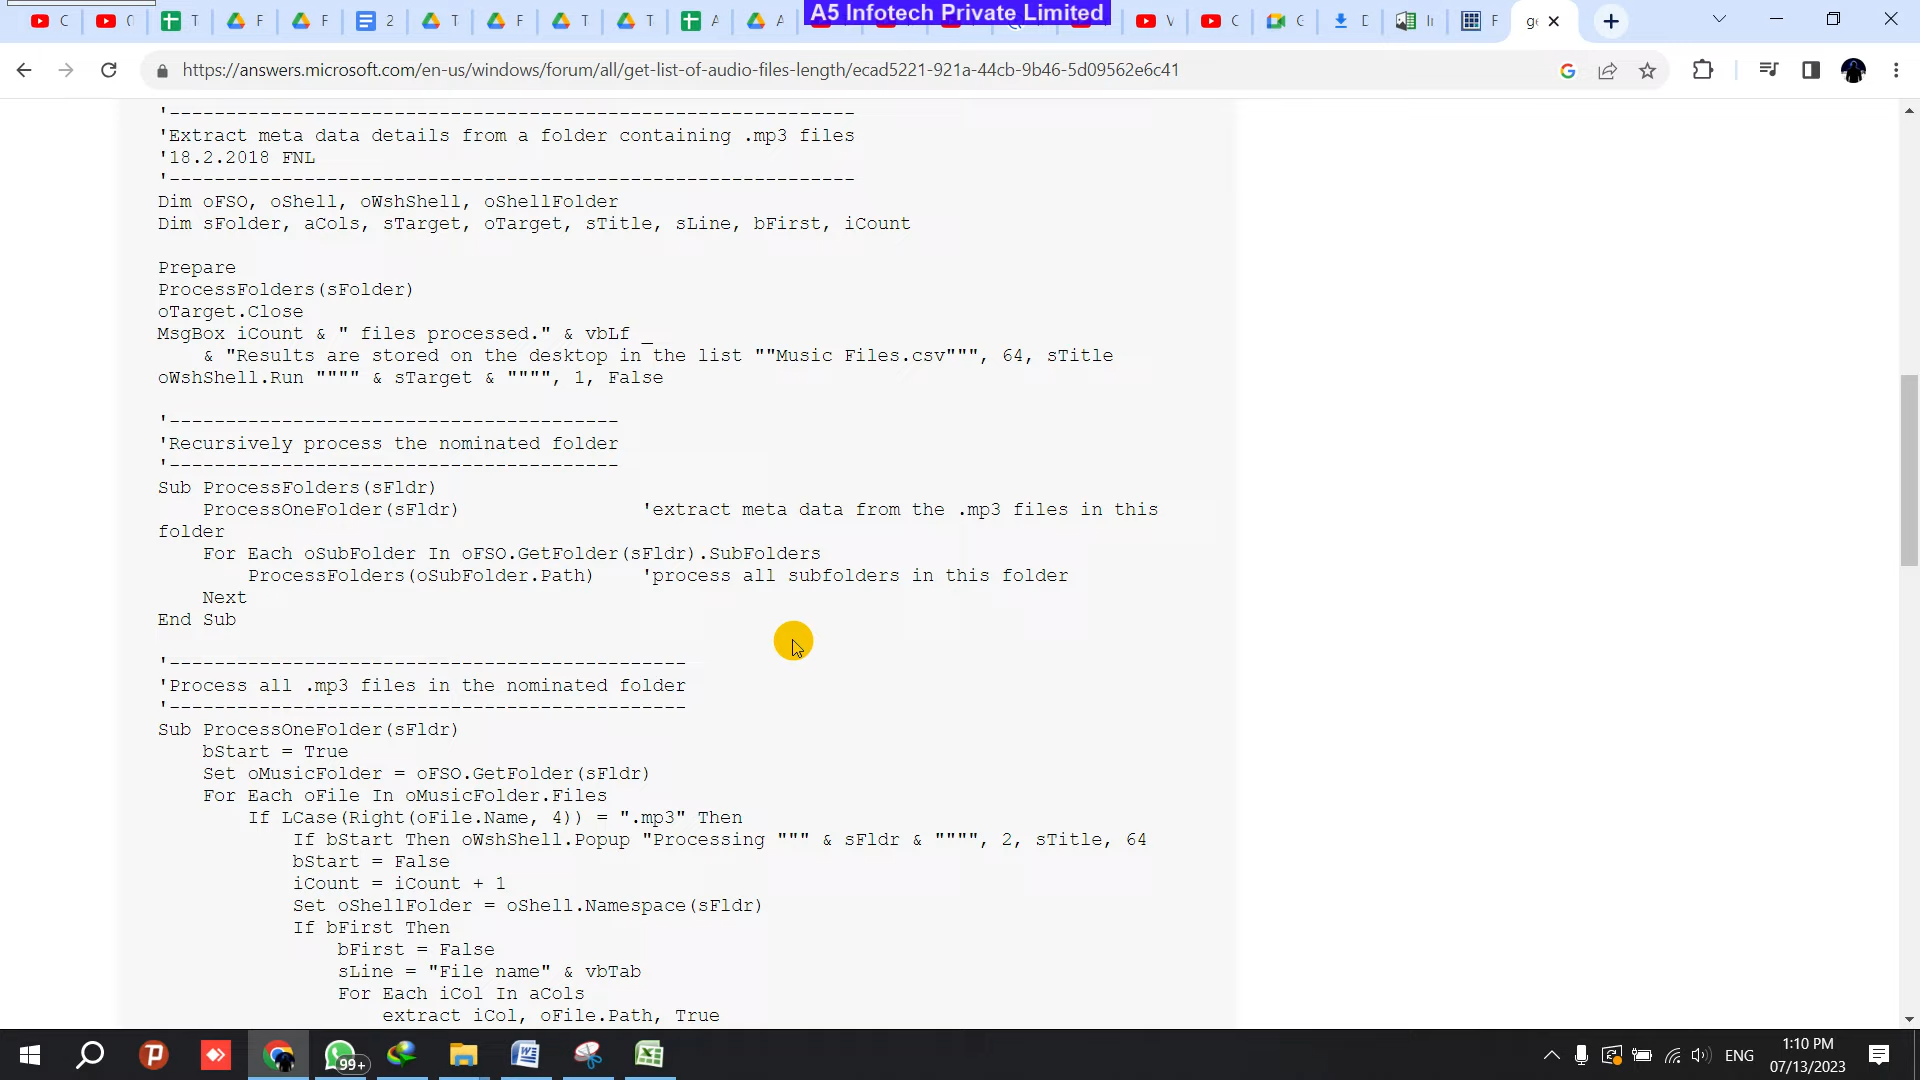 C
C
T
F
F
2
T
F
T
T
A
A
A5 Infotech Private Limited
V
C
G
D
I
F
ge
https://answers.microsoft.com/en-us/windows/forum/all/get-list-of-audio-files-length/ecad5221-921a-44cb-9b46-5d09562e6c41
'-------------------------------------------------------------
'Extract meta data details from a folder containing .mp3 files
'18.2.2018 FNL
'-------------------------------------------------------------
Dim oFSO, oShell, oWshShell, oShellFolder
Dim sFolder, aCols, sTarget, oTarget, sTitle, sLine, bFirst, iCount
Prepare
ProcessFolders(sFolder)
oTarget.Close
MsgBox iCount & " files processed." & vbLf _
& "Results are stored on the desktop in the list ""Music Files.csv""", 64, sTitle
oWshShell.Run """" & sTarget & """", 1, False
'----------------------------------------
'Recursively process the nominated folder
'----------------------------------------
Sub ProcessFolders(sFldr)
ProcessOneFolder(sFldr) 'extract meta data from the .mp3 files in this
folder
For Each oSubFolder In oFSO.GetFolder(sFldr).SubFolders
ProcessFolders(oSubFolder.Path) 'process all subfolders in this folder
Next
End Sub
'----------------------------------------------
'Process all .mp3 files in the nominated folder
'----------------------------------------------
Sub ProcessOneFolder(sFldr)
bStart = True
Set oMusicFolder = oFSO.GetFolder(sFldr)
For Each oFile In oMusicFolder.Files
If LCase(Right(oFile.Name, 4)) = ".mp3" Then
If bStart Then oWshShell.Popup "Processing """ & sFldr & """", 2, sTitle, 64
bStart = False
iCount = iCount + 1
Set oShellFolder = oShell.Namespace(sFldr)
If bFirst Then
bFirst = False
sLine = "File name" & vbTab
For Each iCol In aCols
extract iCol, oFile.Path, True
99+
ENG
1:10 PM
07/13/2023